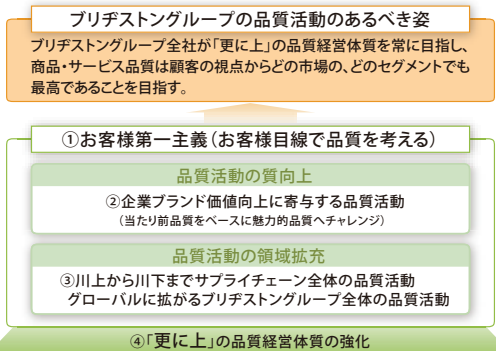 ブリヂストングループの品質活動のあるべき姿
ブリヂストングループ全社が「更に上」の品質経営体質を常に目指し、
商品・サービス品質は顧客の視点からどの市場の、どのセグメントでも
最高であることを目指す。
①お客様第一主義（お客様目線で品質を考える）
品質活動の質向上
②企業ブランド価値向上に寄与する品質活動
（当たり前品質をベースに魅力的品質へチャレンジ）
品質活動の領域拡充
③川上から川下までサプライチェーン全体の品質活動
グローバルに拡がるブリヂストングループ全体の品質活動
④「更に上」の品質経営体質の強化